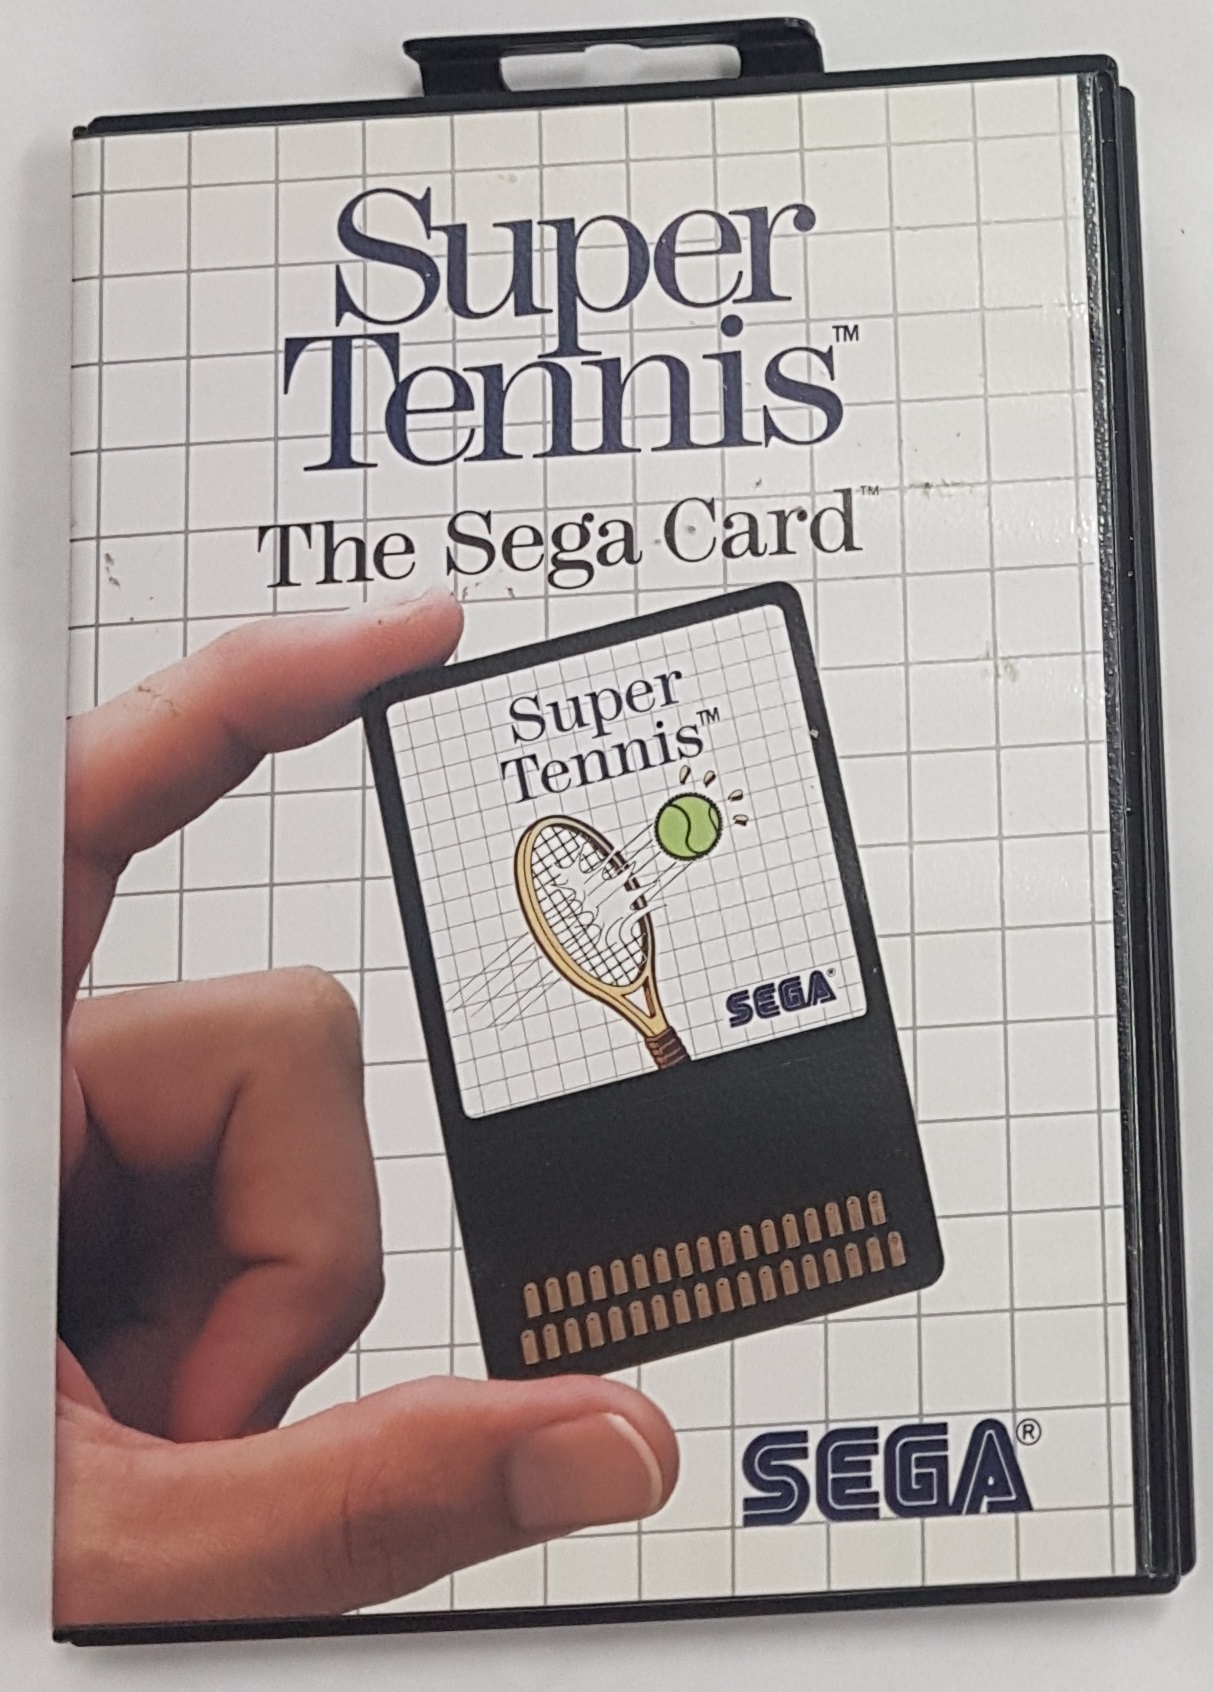 Super
Tennis™
The Sega Card™
Super
Tennis™
SEGA®
SEGA®